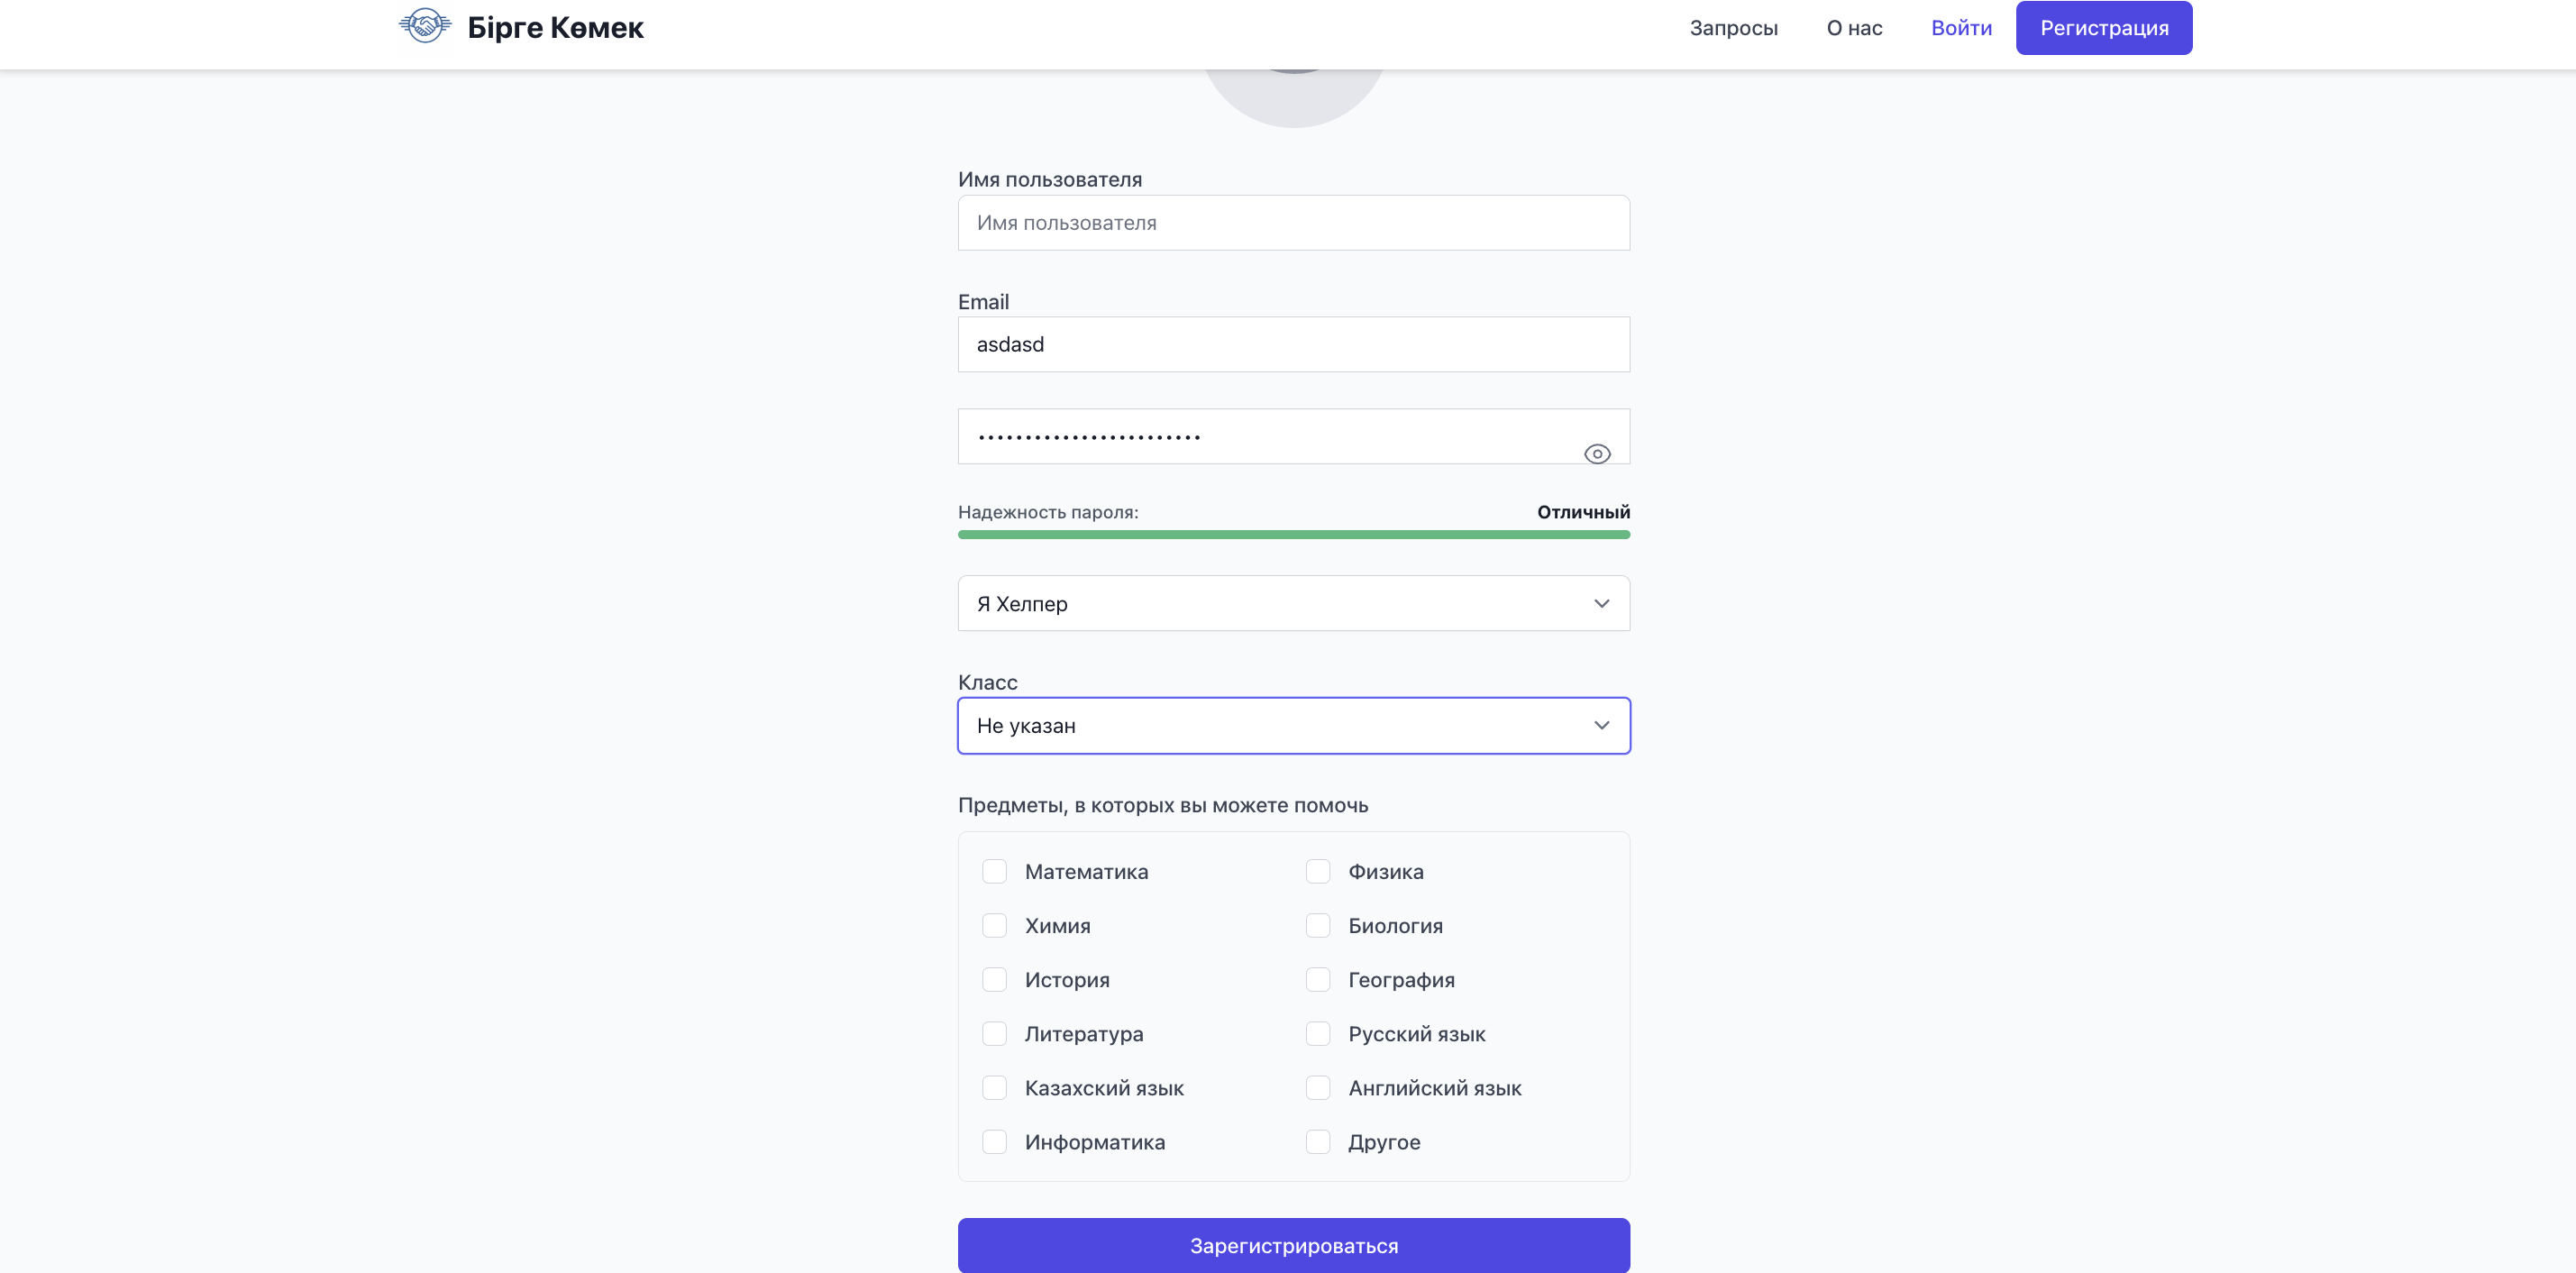 Бірге Көмек
Запросы О нас Войти Регистрация
Имя пользователя
Имя пользователя
Email
asdasd
••••••••••••••••••••••••
Надежность пароля: Отличный
Я Хелпер
Класс
Не указан
Предметы, в которых вы можете помочь
Математика Физика
Химия Биология
История География
Литература Русский язык
Казахский язык Английский язык
Информатика Другое
Зарегистрироваться